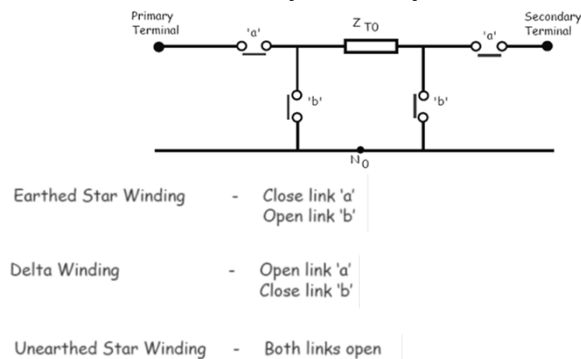 Primary
Terminal
'a'
Z T0
'a'
Secondary
Terminal
'b'
'b'
N0
Earthed Star Winding - Close link 'a'
Open link 'b'
Delta Winding - Open link 'a'
Close link 'b'
Unearthed Star Winding - Both links open